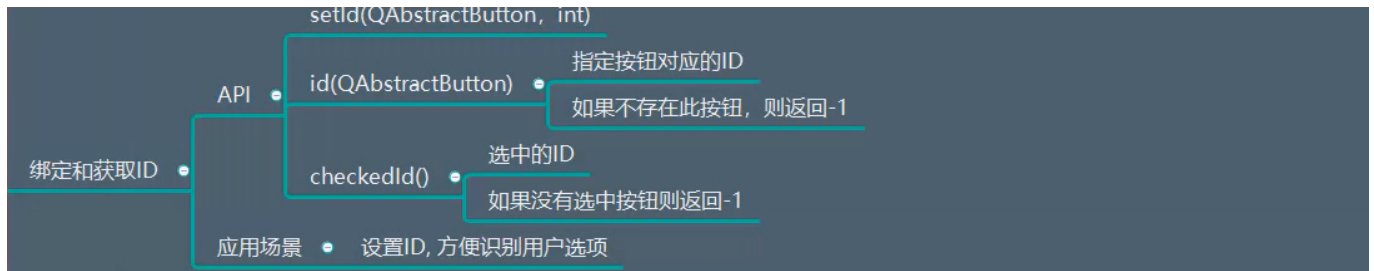 setId(QAbstractButton, int)
指定按钮对应的ID
id(QAbstractButton)
API
如果不存在此按钮，则返回-1
选中的ID
绑定和获取ID
checkedId()
如果没有选中按钮则返回-1
应用场景
设置ID, 方便识别用户选项